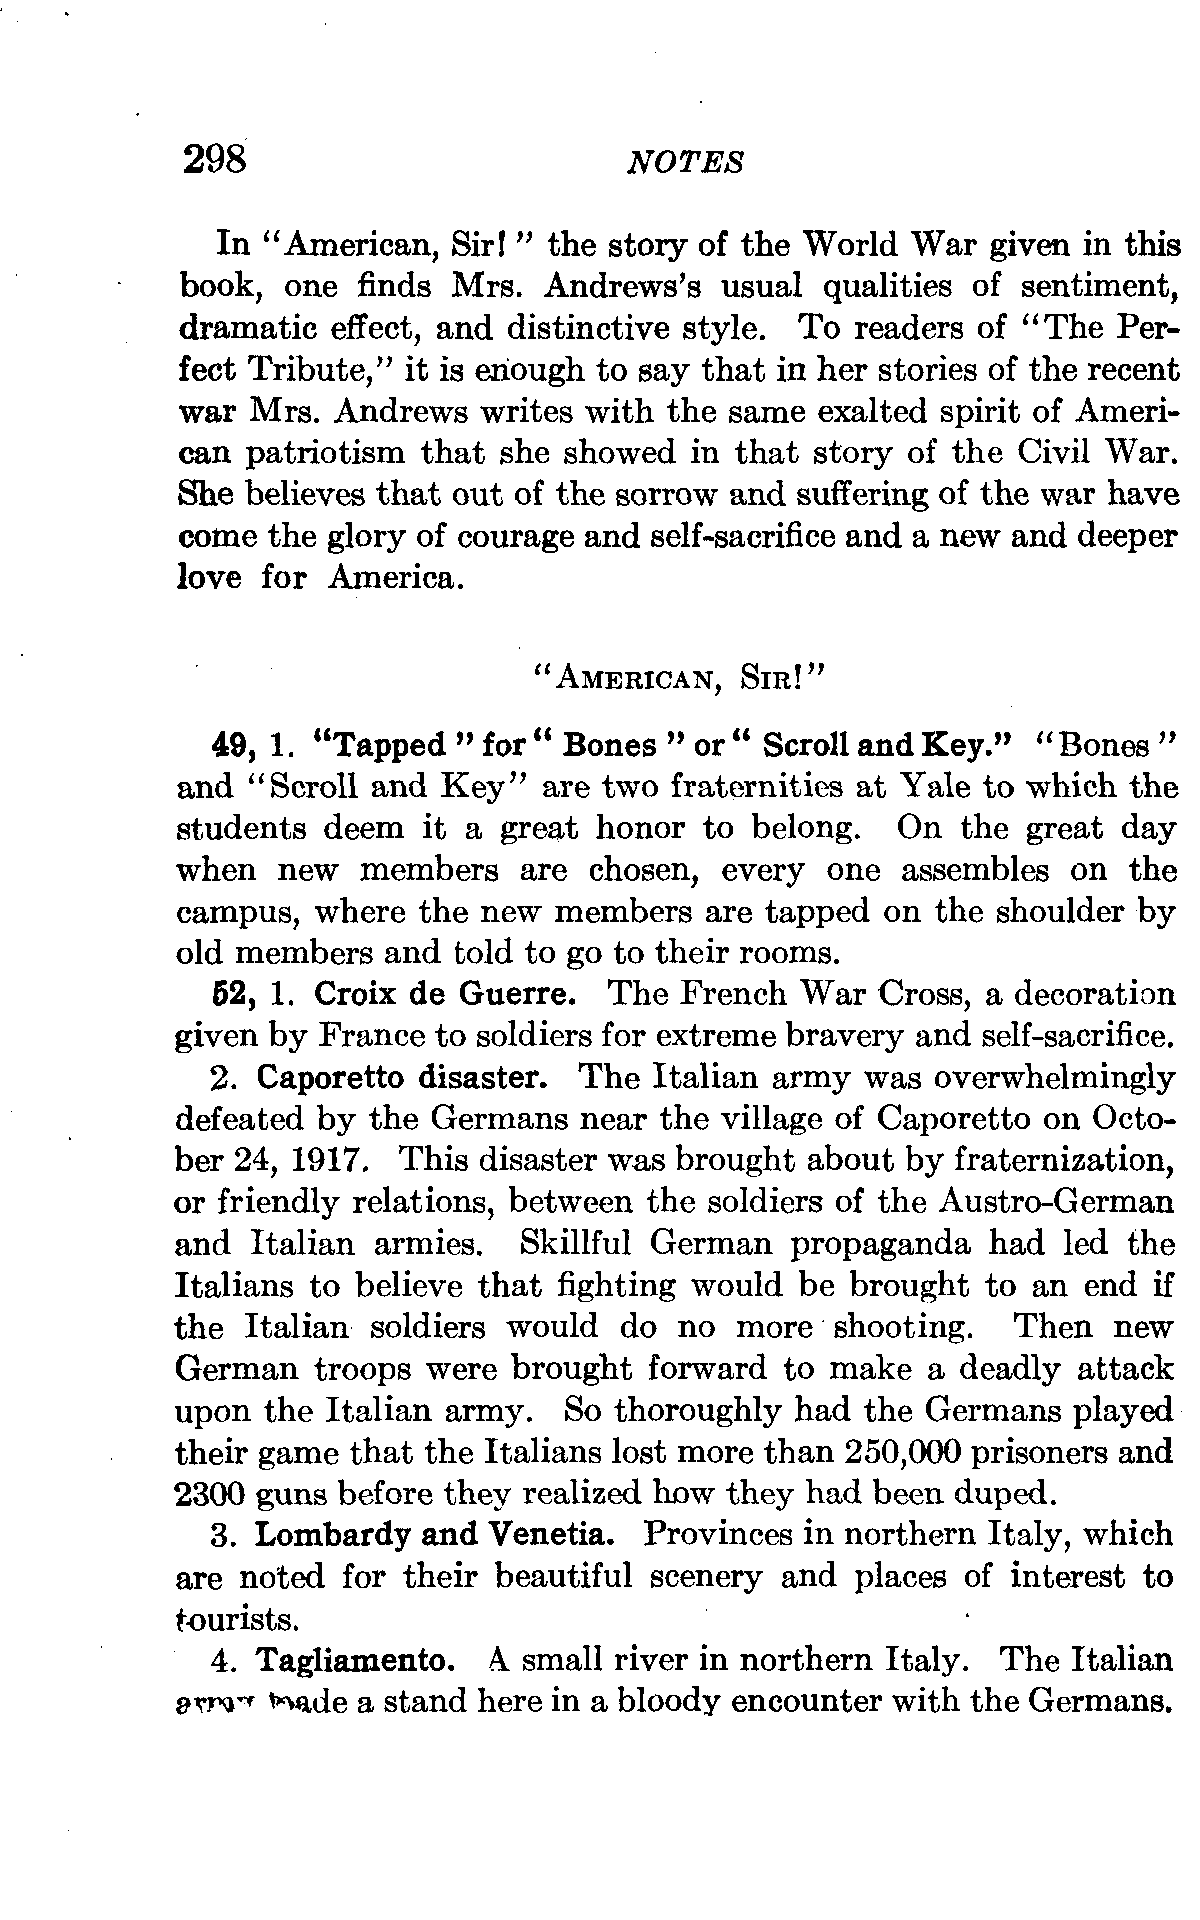 298 NOTES
In "American, Sir!" the story of the World War given in this
book, one finds Mrs. Andrews's usual qualities of sentiment,
dramatic effect, and distinctive style. To readers of "The Per-
fect Tribute," it is enough to say that in her stories of the recent
war Mrs. Andrews writes with the same exalted spirit of Ameri-
can patriotism that she showed in that story of the Civil War.
She believes that out of the sorrow and suffering of the war have
come the glory of courage and self-sacrifice and a new and deeper
love for America.
"AMERICAN, SIR!"
49, 1. "Tapped" for "Bones" or "Scroll and Key." "Bones"
and "Scroll and Key" are two fraternities at Yale to which the
students deem it a great honor to belong. On the great day
when new members are chosen, every one assembles on the
campus, where the new members are tapped on the shoulder by
old members and told to go to their rooms.
52, 1. Croix de Guerre. The French War Cross, a decoration
given by France to soldiers for extreme bravery and self-sacrifice.
2. Caporetto disaster. The Italian army was overwhelmingly
defeated by the Germans near the village of Caporetto on Octo-
ber 24, 1917. This disaster was brought about by fraternization,
or friendly relations, between the soldiers of the Austro-German
and Italian armies. Skillful German propaganda had led the
Italians to believe that fighting would be brought to an end if
the Italian soldiers would do no more shooting. Then new
German troops were brought forward to make a deadly attack
upon the Italian army. So thoroughly had the Germans played
their game that the Italians lost more than 250,000 prisoners and
2300 guns before they realized how they had been duped.
3. Lombardy and Venetia. Provinces in northern Italy, which
are noted for their beautiful scenery and places of interest to
tourists.
4. Tagliamento. A small river in northern Italy. The Italian
army made a stand here in a bloody encounter with the Germans.